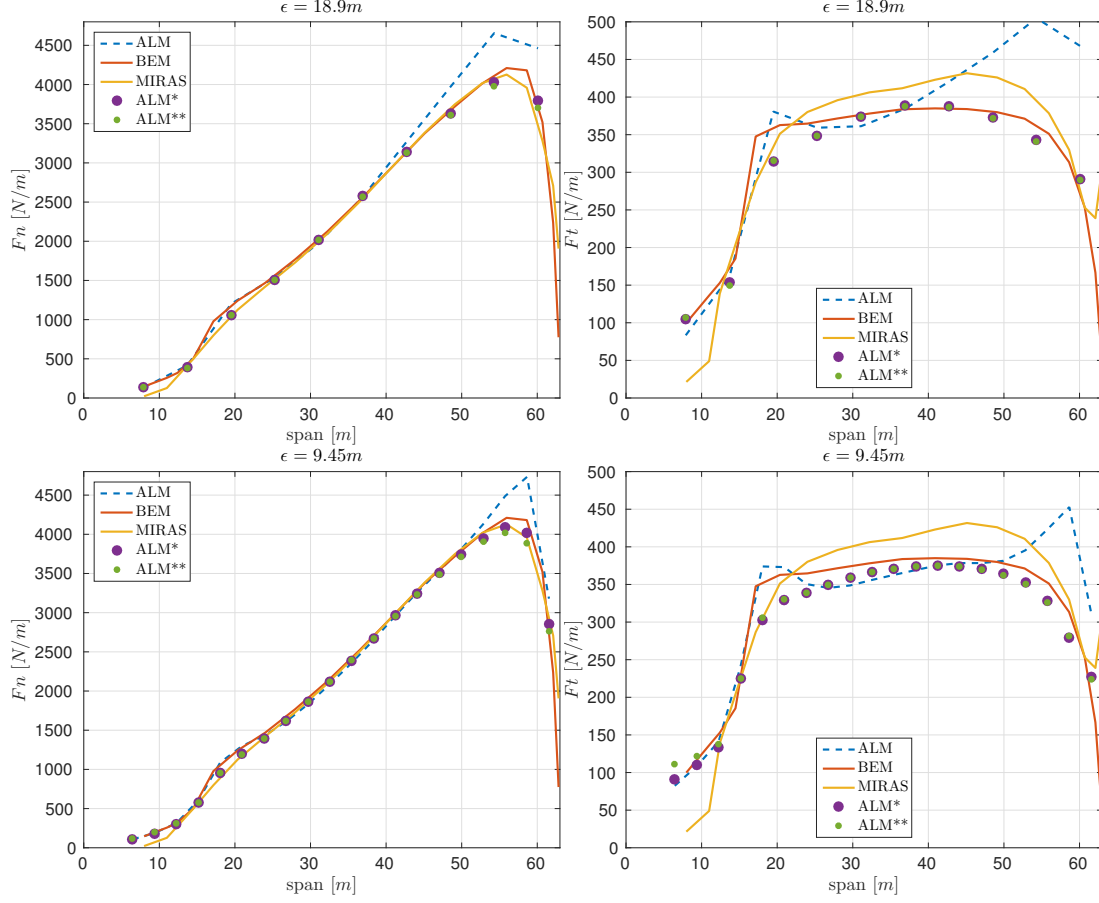 ϵ = 18.9m
Fn [N/m]
4500
4000
3500
3000
2500
2000
1500
1000
500
0
0 10 20 30 40 50 60
span [m]
ALM
BEM
MIRAS
ALM*
ALM**
ϵ = 18.9m
Ft [N/m]
500
450
400
350
300
250
200
150
100
50
0
0 10 20 30 40 50 60
span [m]
ALM
BEM
MIRAS
ALM*
ALM**
ϵ = 9.45m
Fn [N/m]
4500
4000
3500
3000
2500
2000
1500
1000
500
0
0 10 20 30 40 50 60
span [m]
ALM
BEM
MIRAS
ALM*
ALM**
ϵ = 9.45m
Ft [N/m]
500
450
400
350
300
250
200
150
100
50
0
0 10 20 30 40 50 60
span [m]
ALM
BEM
MIRAS
ALM*
ALM**